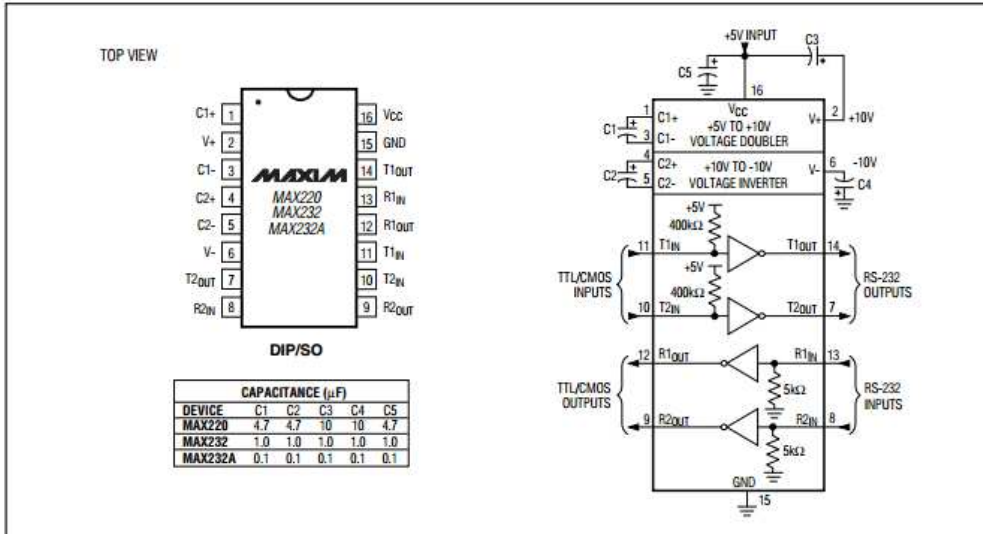 TOP VIEW
C1+ 1
V+ 2
C1- 3
C2+ 4
C2- 5
V- 6
T2OUT 7
R2IN 8
MAXIM
MAX220
MAX232
MAX232A
16 VCC
15 GND
14 T1OUT
13 R1IN
12 R1OUT
11 T1IN
10 T2IN
9 R2OUT
DIP/SO
CAPACITANCE (μF)
DEVICE C1 C2 C3 C4 C5
MAX220 4.7 4.7 10 10 4.7
MAX232 1.0 1.0 1.0 1.0 1.0
MAX232A 0.1 0.1 0.1 0.1 0.1
+5V INPUT
C3
+
C5
+
16
VCC
1
C1+
C1
+
3
C1-
+5V TO +10V
VOLTAGE DOUBLER
V+
2
+10V
4
C2+
C2
+
5
C2-
+10V TO -10V
VOLTAGE INVERTER
V-
6
-10V
C4
+
+5V
400kΩ
11 T1IN
T1OUT 14
+5V
400kΩ
TTL/CMOS
INPUTS
RS-232
OUTPUTS
10 T2IN
T2OUT 7
12 R1OUT
R1IN 13
5kΩ
TTL/CMOS
OUTPUTS
RS-232
INPUTS
9 R2OUT
R2IN 8
5kΩ
GND
15